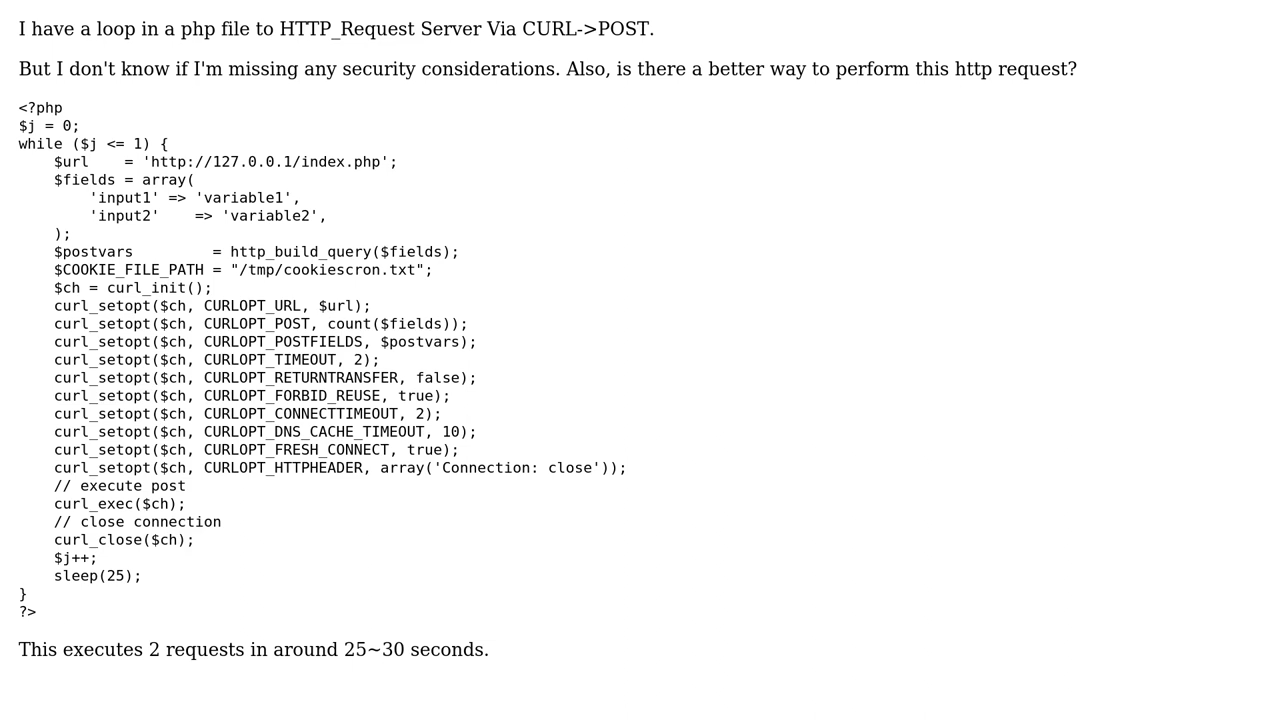 I have a loop in a php file to HTTP_Request Server Via CURL->POST.
But I don't know if I'm missing any security considerations. Also, is there a better way to perform this http request?
<?php
$j = 0;
while ($j <= 1) {
    $url    = 'http://127.0.0.1/index.php';
    $fields = array(
        'input1' => 'variable1',
        'input2'    => 'variable2',
    );
    $postvars         = http_build_query($fields);
    $COOKIE_FILE_PATH = "/tmp/cookiescron.txt";
    $ch = curl_init();
    curl_setopt($ch, CURLOPT_URL, $url);
    curl_setopt($ch, CURLOPT_POST, count($fields));
    curl_setopt($ch, CURLOPT_POSTFIELDS, $postvars);
    curl_setopt($ch, CURLOPT_TIMEOUT, 2);
    curl_setopt($ch, CURLOPT_RETURNTRANSFER, false);
    curl_setopt($ch, CURLOPT_FORBID_REUSE, true);
    curl_setopt($ch, CURLOPT_CONNECTTIMEOUT, 2);
    curl_setopt($ch, CURLOPT_DNS_CACHE_TIMEOUT, 10);
    curl_setopt($ch, CURLOPT_FRESH_CONNECT, true);
    curl_setopt($ch, CURLOPT_HTTPHEADER, array('Connection: close'));
    // execute post
    curl_exec($ch);
    // close connection
    curl_close($ch);
    $j++;
    sleep(25);
}
?>
This executes 2 requests in around 25~30 seconds.